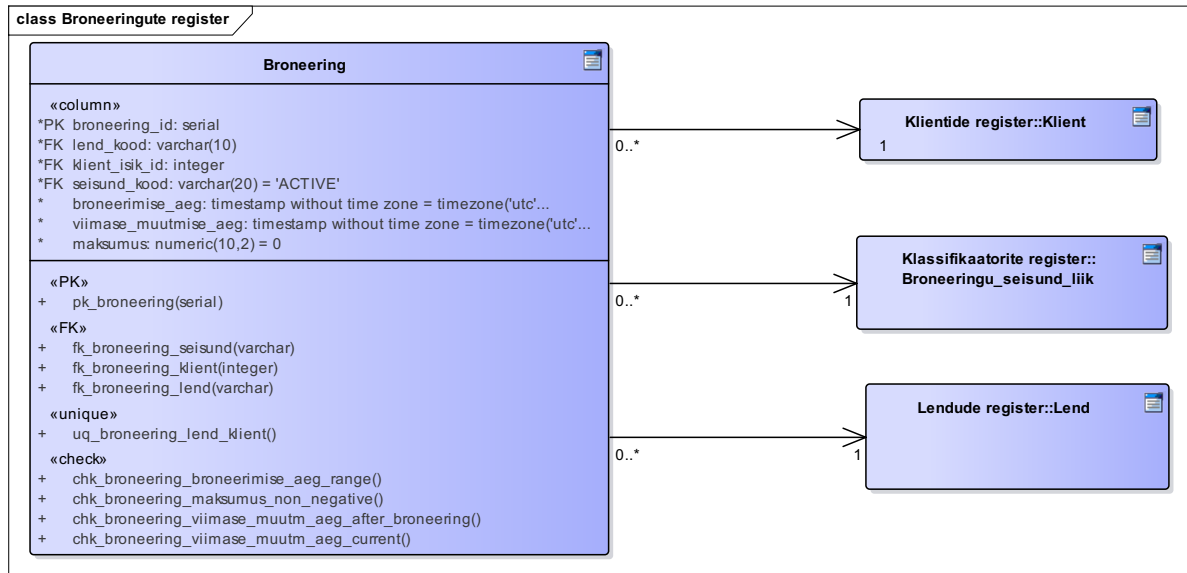 class Broneeringute register
Broneering
«column»
*PK broneering_id: serial
*FK lend_kood: varchar(10)
*FK klient_isik_id: integer
*FK seisund_kood: varchar(20) = 'ACTIVE'
* broneerimise_aeg: timestamp without time zone = timezone('utc'...
* viimase_muutmise_aeg: timestamp without time zone = timezone('utc'...
* maksumus: numeric(10,2) = 0
«PK»
+ pk_broneering(serial)
«FK»
+ fk_broneering_seisund(varchar)
+ fk_broneering_klient(integer)
+ fk_broneering_lend(varchar)
«unique»
+ uq_broneering_lend_klient()
«check»
+ chk_broneering_broneerimise_aeg_range()
+ chk_broneering_maksumus_non_negative()
+ chk_broneering_viimase_muutm_aeg_after_broneering()
+ chk_broneering_viimase_muutm_aeg_current()
0..*
Klientide register::Klient
1
0..*
1
Klassifikaatorite register::
Broneeringu_seisund_liik
0..*
1
Lendude register::Lend